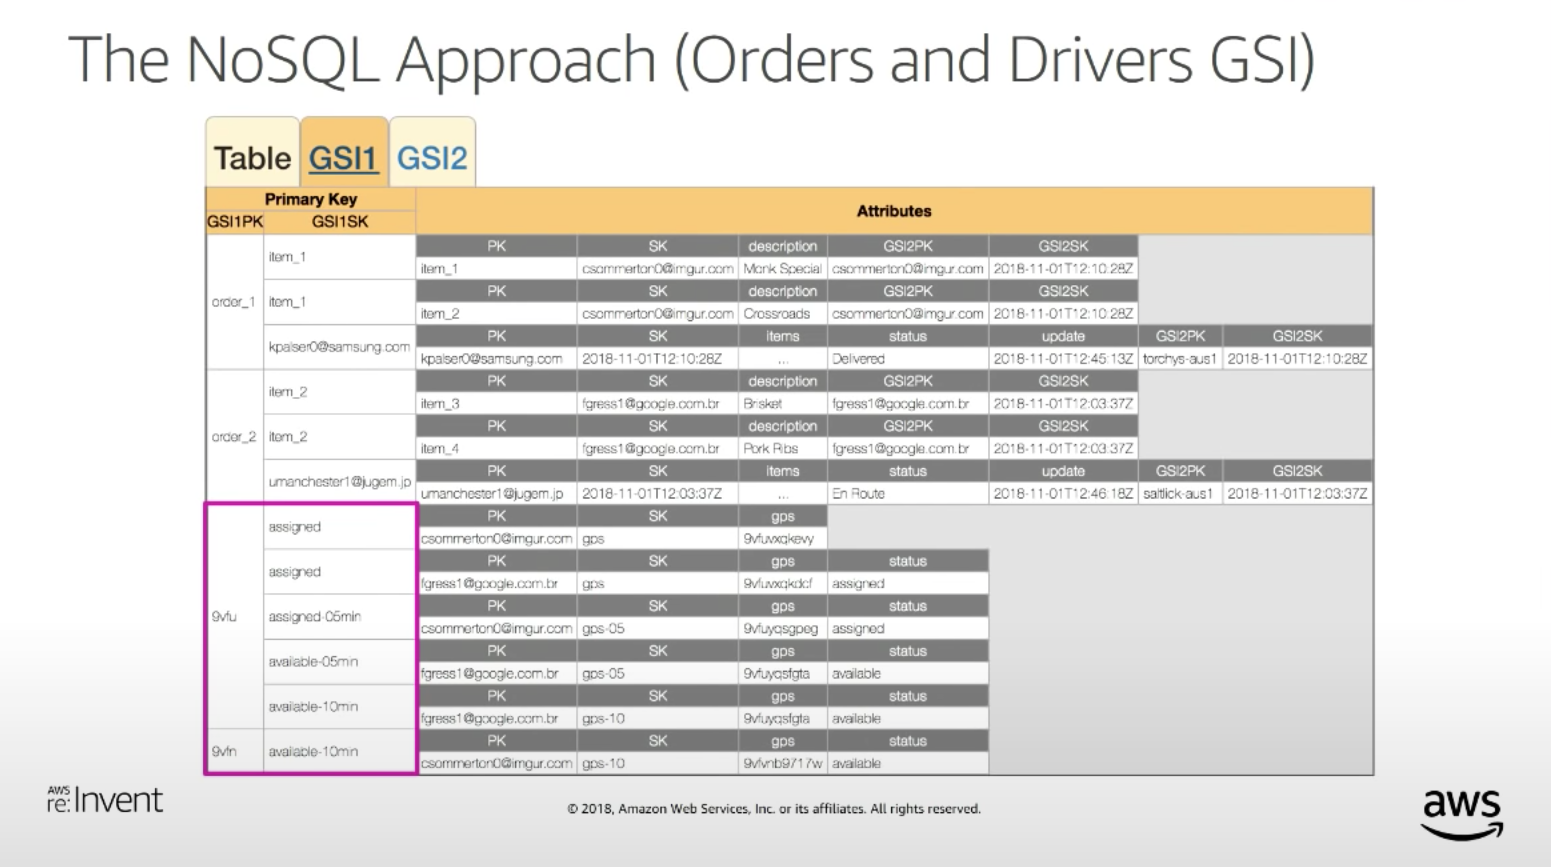 The NoSQL Approach (Orders and Drivers GSI)
Table GSI1 GSI2
Primary Key Attributes
GSI1PK GSI1SK
order_1
item_1
PK SK description GSI2PK GSI2SK
item_1 csommerton0@imgur.com Monk Special csommerton0@imgur.com 2018-11-01T12:10:28Z
item_1
PK SK description GSI2PK GSI2SK
item_2 csommerton0@imgur.com Crossroads csommerton0@imgur.com 2018-11-01T12:10:28Z
kpalser0@samsung.com
PK SK items status update GSI2PK GSI2SK
kpalser0@samsung.com 2018-11-01T12:10:28Z ... Delivered 2018-11-01T12:45:13Z torchys-aus1 2018-11-01T12:10:28Z
order_2
item_2
PK SK description GSI2PK GSI2SK
item_3 fgress1@google.com.br Brisket fgress1@google.com.br 2018-11-01T12:03:37Z
item_2
PK SK description GSI2PK GSI2SK
item_4 fgress1@google.com.br Pork Ribs fgress1@google.com.br 2018-11-01T12:03:37Z
umanchester1@jugem.jp
PK SK items status update GSI2PK GSI2SK
umanchester1@jugem.jp 2018-11-01T12:03:37Z ... En Route 2018-11-01T12:46:18Z saltlick-aus1 2018-11-01T12:03:37Z
9vfu
assigned
PK SK gps
csommerton0@imgur.com gps 9vfuvxqkevy
assigned
PK SK gps status
fgress1@google.com.br gps 9vfuvxqkdcf assigned
assigned-05min
PK SK gps status
csommerton0@imgur.com gps-05 9vfuyqsgpeg assigned
available-05min
PK SK gps status
fgress1@google.com.br gps-05 9vfuyqsfgta available
available-10min
PK SK gps status
fgress1@google.com.br gps-10 9vfuyqsfgta available
9vfn
available-10min
PK SK gps status
csommerton0@imgur.com gps-10 9vfvnb9717w available
AWS
re:Invent
© 2018, Amazon Web Services, Inc. or its affiliates. All rights reserved.
aws